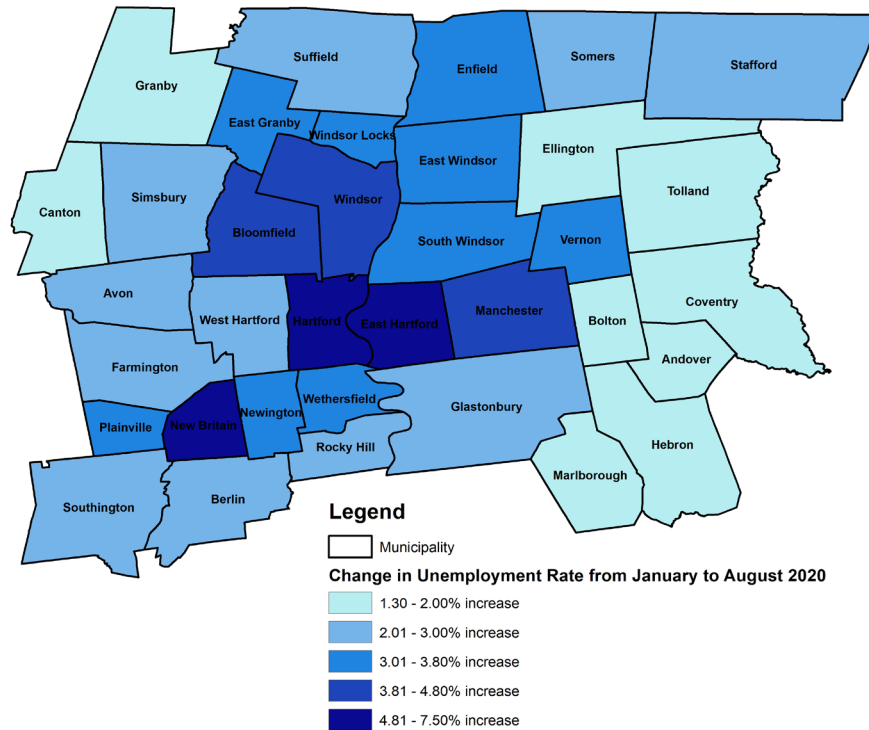 Suffield
Enfield
Somers
Stafford
Granby
East Granby
Windsor Locks
Ellington
East Windsor
Tolland
Canton
Simsbury
Windsor
Bloomfield
South Windsor
Vernon
Avon
Coventry
West Hartford
Hartford
East Hartford
Manchester
Bolton
Andover
Farmington
Wethersfield
Glastonbury
Plainville
New Britain
Newington
Rocky Hill
Hebron
Marlborough
Southington
Berlin
Legend
Municipality
Change in Unemployment Rate from January to August 2020
1.30 - 2.00% increase
2.01 - 3.00% increase
3.01 - 3.80% increase
3.81 - 4.80% increase
4.81 - 7.50% increase